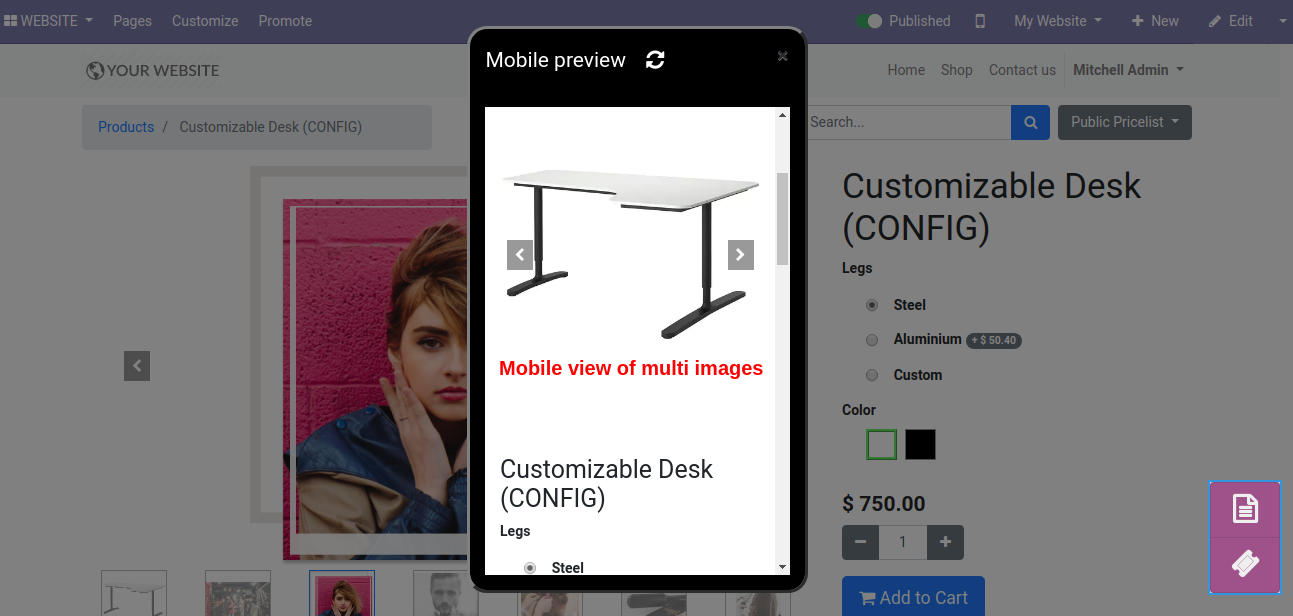 WEBSITE Pages Customize Promote Published My Website New Edit
YOUR WEBSITE Home Shop Contact us Mitchell Admin
Products / Customizable Desk (CONFIG) Search... Public Pricelist
Mobile preview
Mobile view of multi images
Customizable Desk
(CONFIG)
Legs
Steel
Customizable Desk
(CONFIG)
Legs
Steel
Aluminium + $ 50.40
Custom
Color
$ 750.00
1
Add to Cart